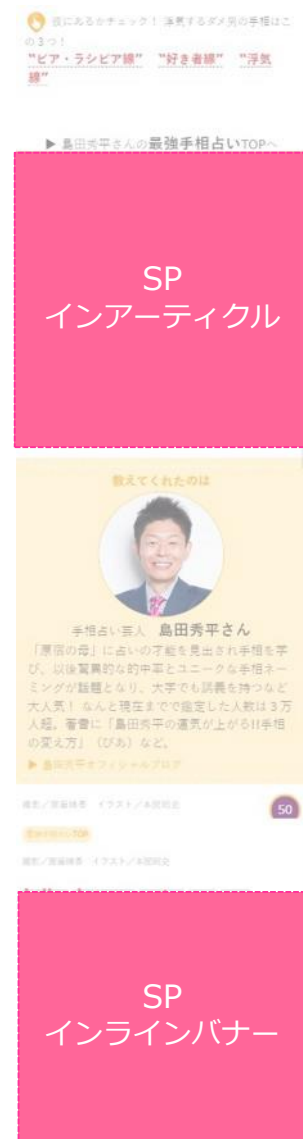 彼にあるかチェック！ 浮気するダメ男の手相はこ
の３つ！
“ピア・ラシピア線” “好き者線” “浮気
線”
▶ 島田秀平さんの最強手相占いTOPへ
SP
インアーティクル
教えてくれたのは
手相占い芸人 島田秀平さん
「原宿の母」に占いの才能を見出され手相を学
び、以後驚異的な的中率とユニークな手相ネー
ミングが話題となり、大学でも講義を持つなど
大人気！ なんと現在までで鑑定した人数は３万
人超。著書に「島田秀平の運気が上がる!!手相
の変え方」（ぴあ）など。
▶ 島田秀平オフィシャルブログ
50
SP
インラインバナー